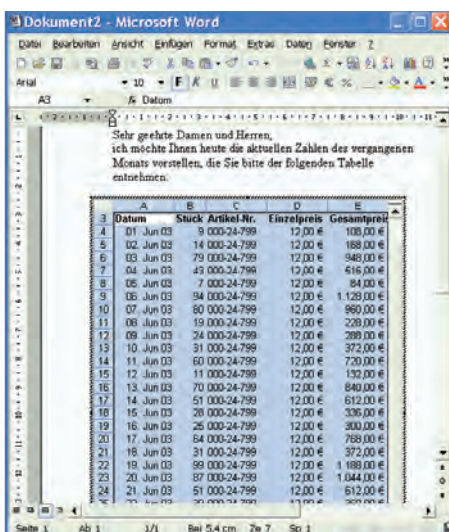 Dokument2 - Microsoft Word
Datei Bearbeiten Ansicht Einfügen Format Extras Daten Fenster ?
Arial 10 F K U
A3 fx Datum
Sehr geehrte Damen und Herren,
ich möchte Ihnen heute die aktuellen Zahlen des vergangenen
Monats vorstellen, die Sie bitte der folgenden Tabelle
entnehmen.
A B C D E
3 Datum Stück Artikel-Nr. Einzelpreis Gesamtpreis
4 01. Jun 03 9 000-24-799 12,00 € 108,00 €
5 02. Jun 03 14 000-24-799 12,00 € 168,00 €
6 03. Jun 03 79 000-24-799 12,00 € 948,00 €
7 04. Jun 03 43 000-24-799 12,00 € 516,00 €
8 05. Jun 03 7 000-24-799 12,00 € 84,00 €
9 06. Jun 03 94 000-24-799 12,00 € 1.128,00 €
10 07. Jun 03 80 000-24-799 12,00 € 960,00 €
11 08. Jun 03 19 000-24-799 12,00 € 228,00 €
12 09. Jun 03 24 000-24-799 12,00 € 288,00 €
13 10. Jun 03 31 000-24-799 12,00 € 372,00 €
14 11. Jun 03 60 000-24-799 12,00 € 720,00 €
15 12. Jun 03 11 000-24-799 12,00 € 132,00 €
16 13. Jun 03 70 000-24-799 12,00 € 840,00 €
17 14. Jun 03 51 000-24-799 12,00 € 612,00 €
18 15. Jun 03 28 000-24-799 12,00 € 336,00 €
19 16. Jun 03 25 000-24-799 12,00 € 300,00 €
20 17. Jun 03 64 000-24-799 12,00 € 768,00 €
21 18. Jun 03 31 000-24-799 12,00 € 372,00 €
22 19. Jun 03 99 000-24-799 12,00 € 1.188,00 €
23 20. Jun 03 87 000-24-799 12,00 € 1.044,00 €
24 21. Jun 03 51 000-24-799 12,00 € 612,00 €
Seite 1 Ab 1 1/1 Bei 5,4 cm Ze 7 Sp 1